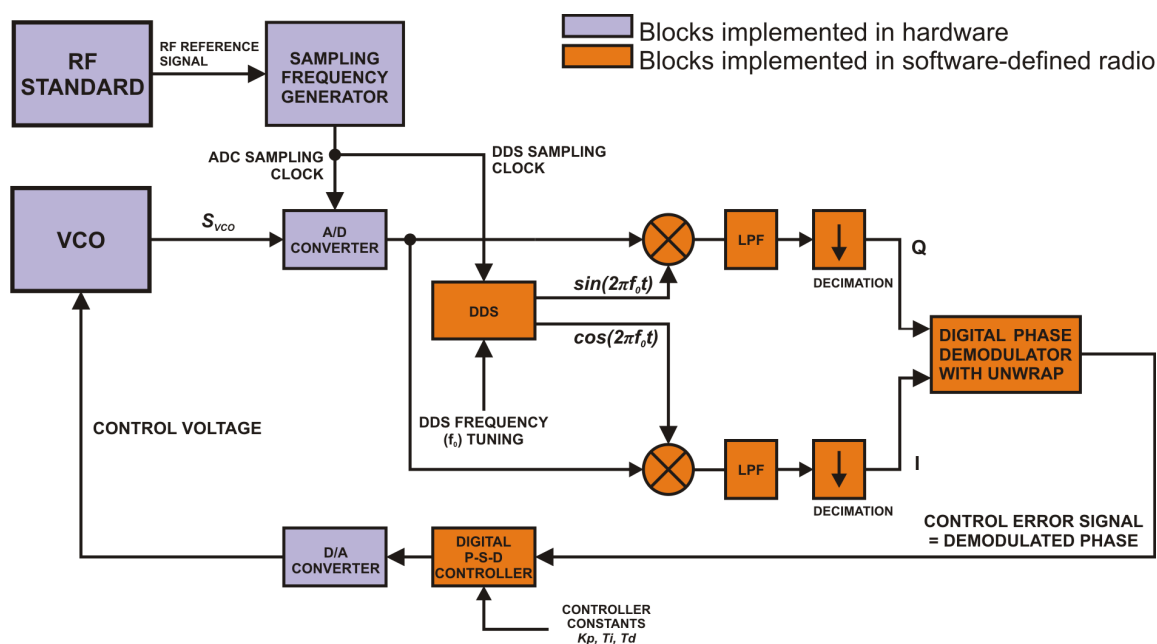 Blocks implemented in hardware
Blocks implemented in software-defined radio
RF
STANDARD
RF REFERENCE
SIGNAL
SAMPLING
FREQUENCY
GENERATOR
ADC SAMPLING
CLOCK
DDS SAMPLING
CLOCK
VCO
S_VCO
A/D
CONVERTER
LPF
DECIMATION
Q
sin(2πf₀t)
DDS
cos(2πf₀t)
DIGITAL PHASE
DEMODULATOR
WITH UNWRAP
DDS FREQUENCY
(f₀) TUNING
CONTROL VOLTAGE
LPF
DECIMATION
I
CONTROL ERROR SIGNAL
= DEMODULATED PHASE
D/A
CONVERTER
DIGITAL
P-S-D
CONTROLLER
CONTROLLER
CONSTANTS
Kp, Ti, Td